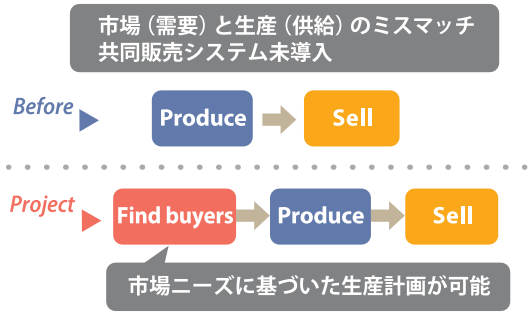 市場（需要）と生産（供給）のミスマッチ
共同販売システム未導入
Before
Produce
Sell
Project
Find buyers
Produce
Sell
市場ニーズに基づいた生産計画が可能